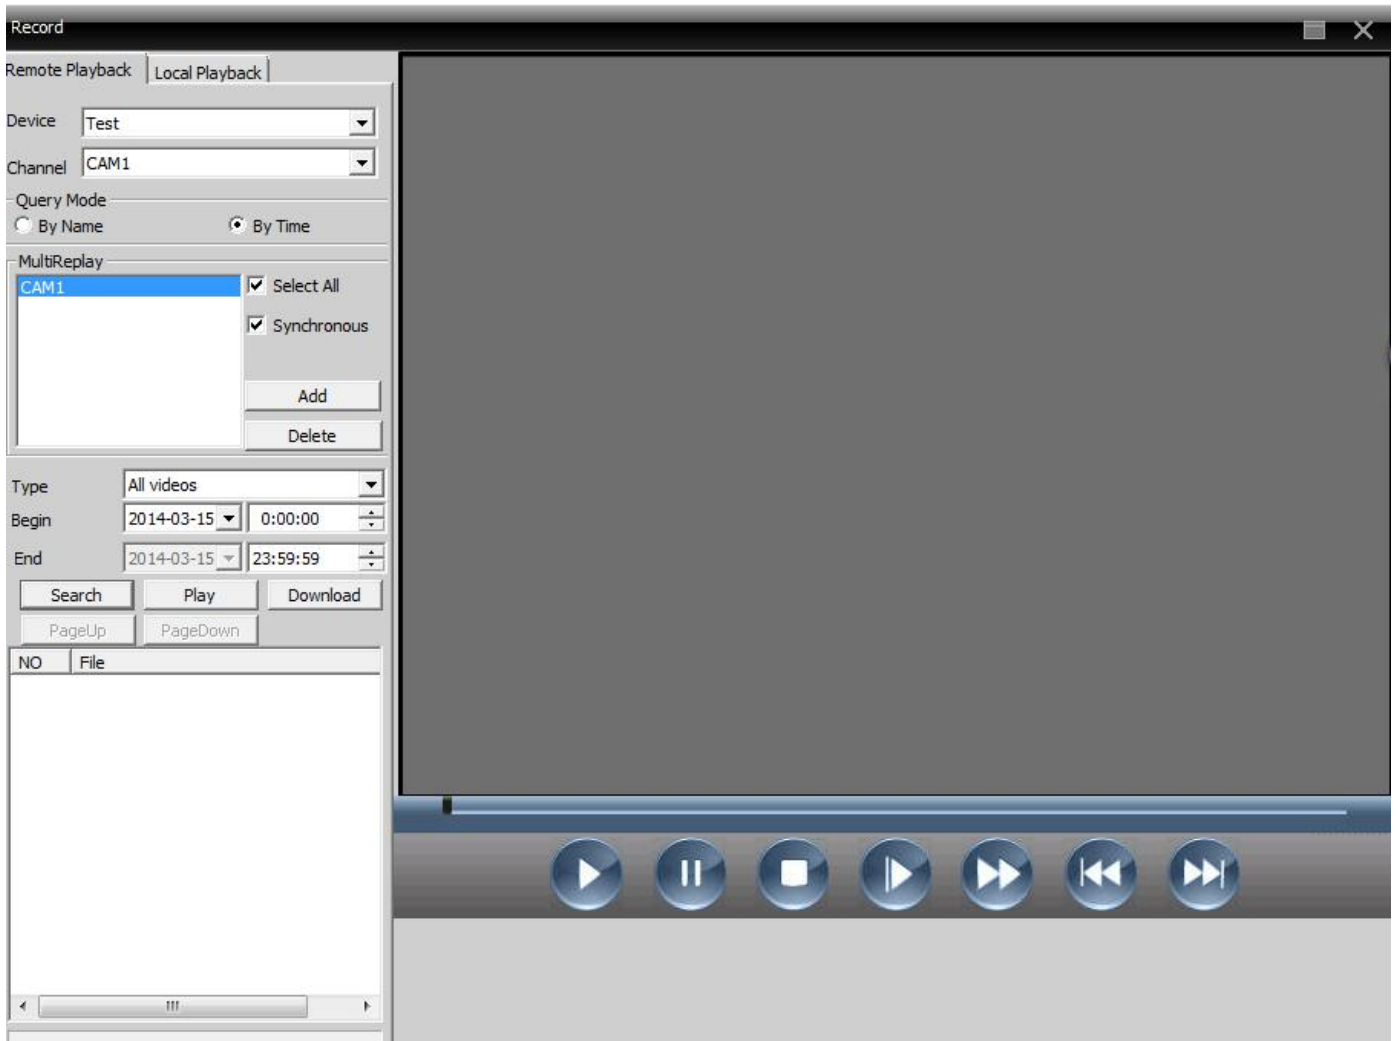 Record
Remote Playback Local Playback
Device Test
Channel CAM1
Query Mode
By Name By Time
MultiReplay
CAM1 Select All
Synchronous
Add
Delete
Type All videos
Begin 2014-03-15 0:00:00
End 2014-03-15 23:59:59
Search Play Download
PageUp PageDown
NO File